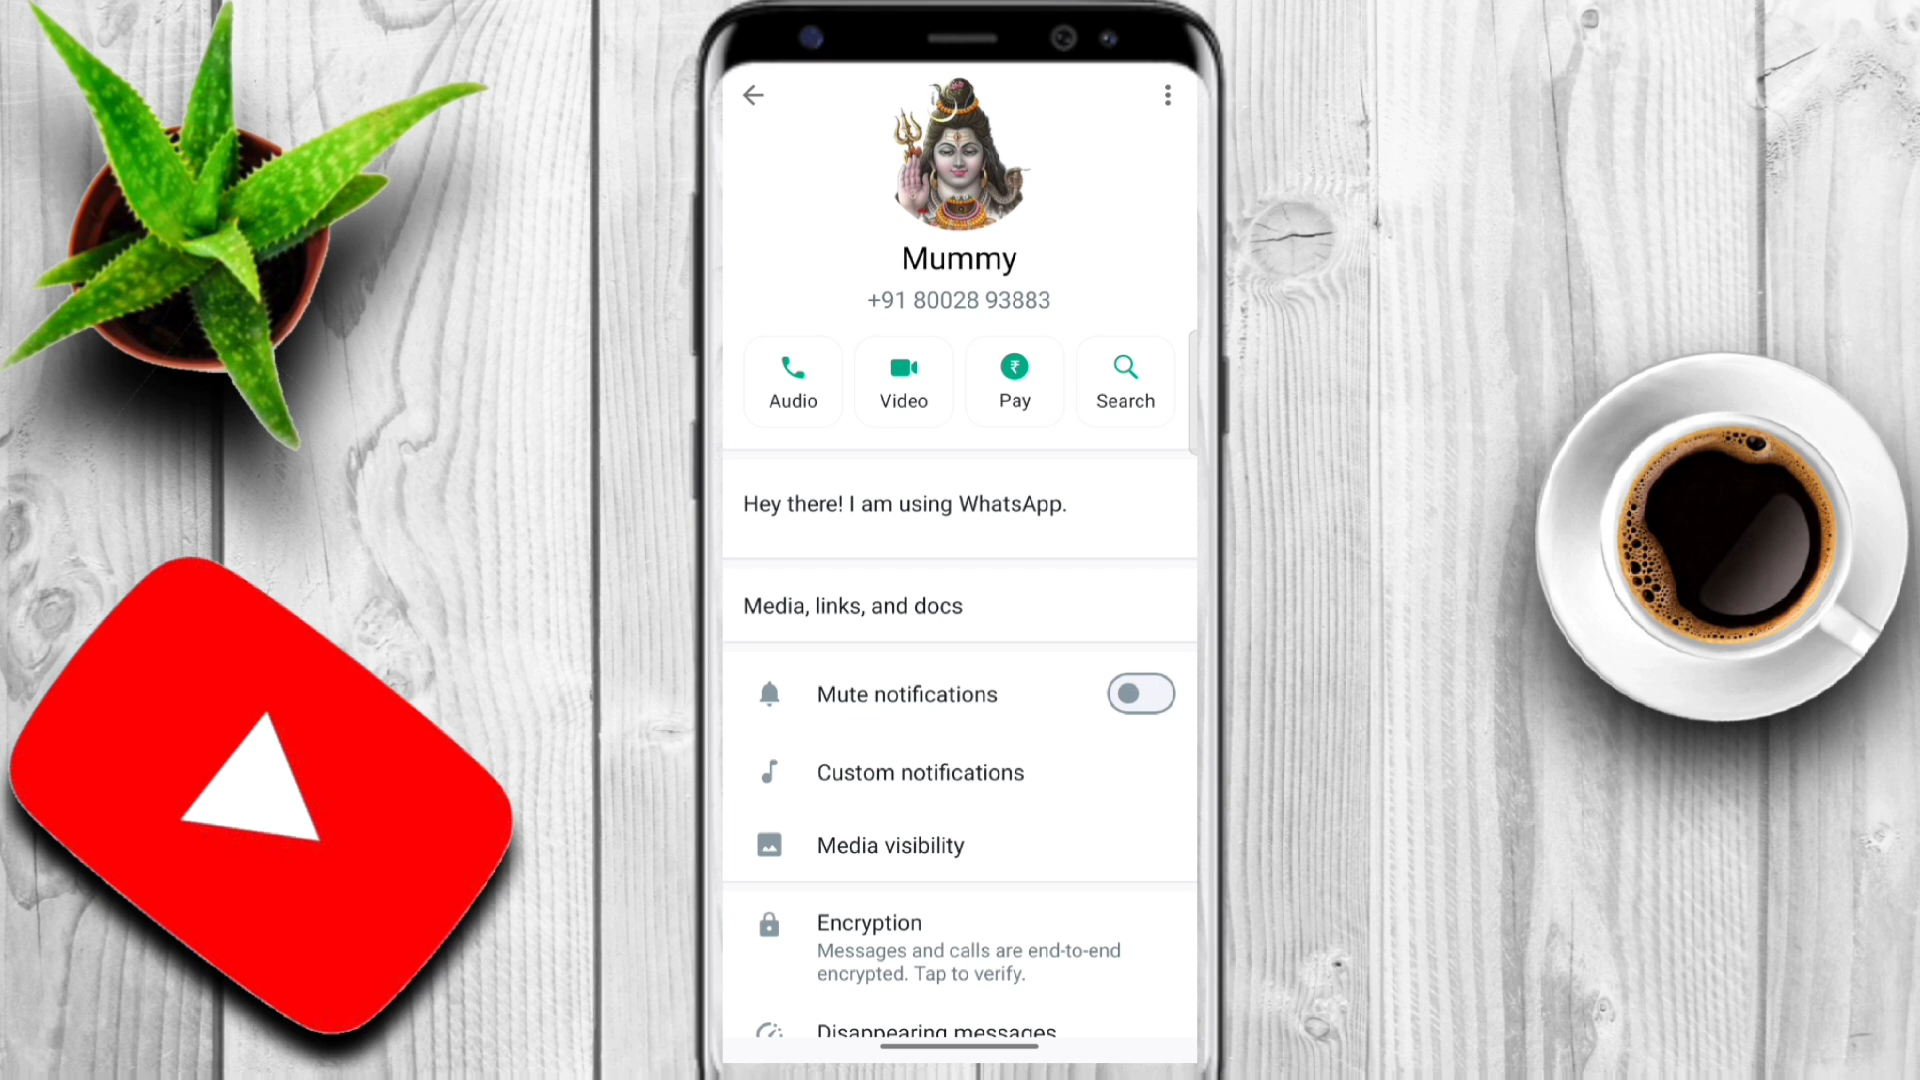 Mummy
+91 80028 93883
Audio Video Pay Search
Hey there! I am using WhatsApp.
Media, links, and docs
Mute notifications
Custom notifications
Media visibility
Encryption
Messages and calls are end-to-end
encrypted. Tap to verify.
Disappearing messages